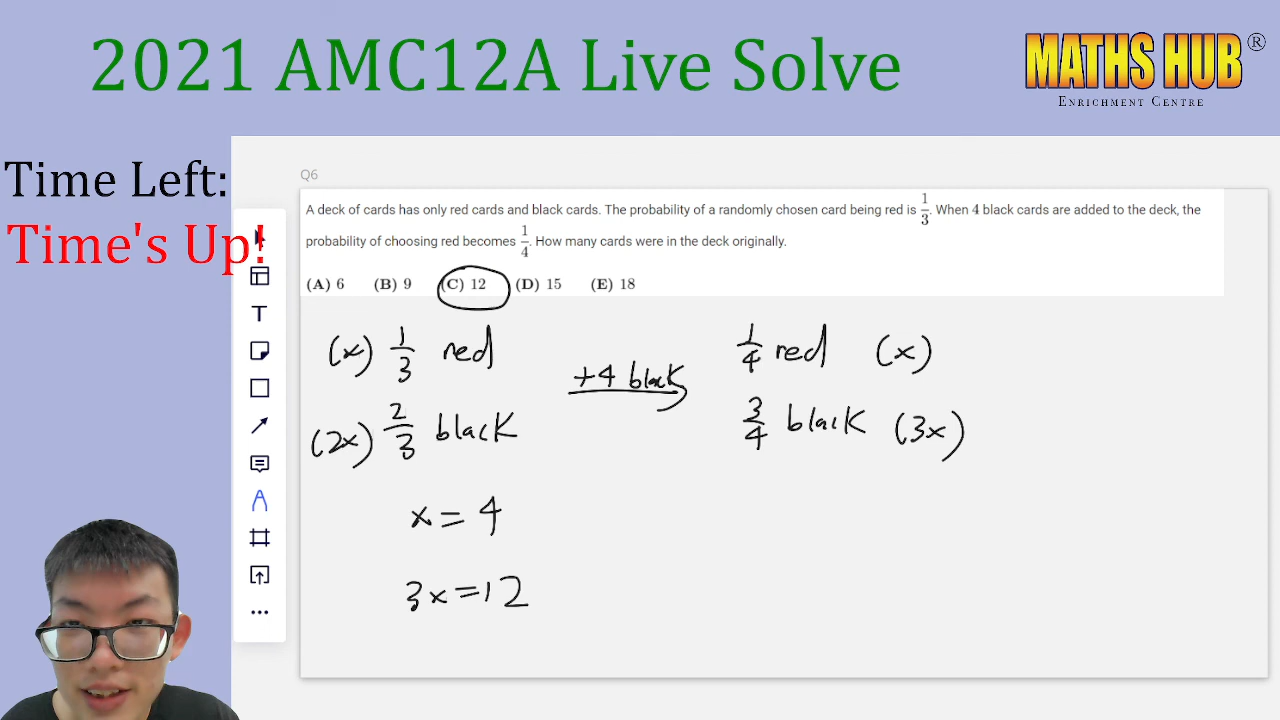 2021 AMC12A Live Solve
MATHS HUB®
ENRICHMENT CENTRE
Time Left:
Time's Up!
Q6
A deck of cards has only red cards and black cards. The probability of a randomly chosen card being red is 1/3. When 4 black cards are added to the deck, the
probability of choosing red becomes 1/4. How many cards were in the deck originally.
(A) 6 (B) 9 (C) 12 (D) 15 (E) 18
(x) 1/3 red +4 black 1/4 red (x)
(2x) 2/3 black 3/4 black (3x)
x = 4
3x = 12
T